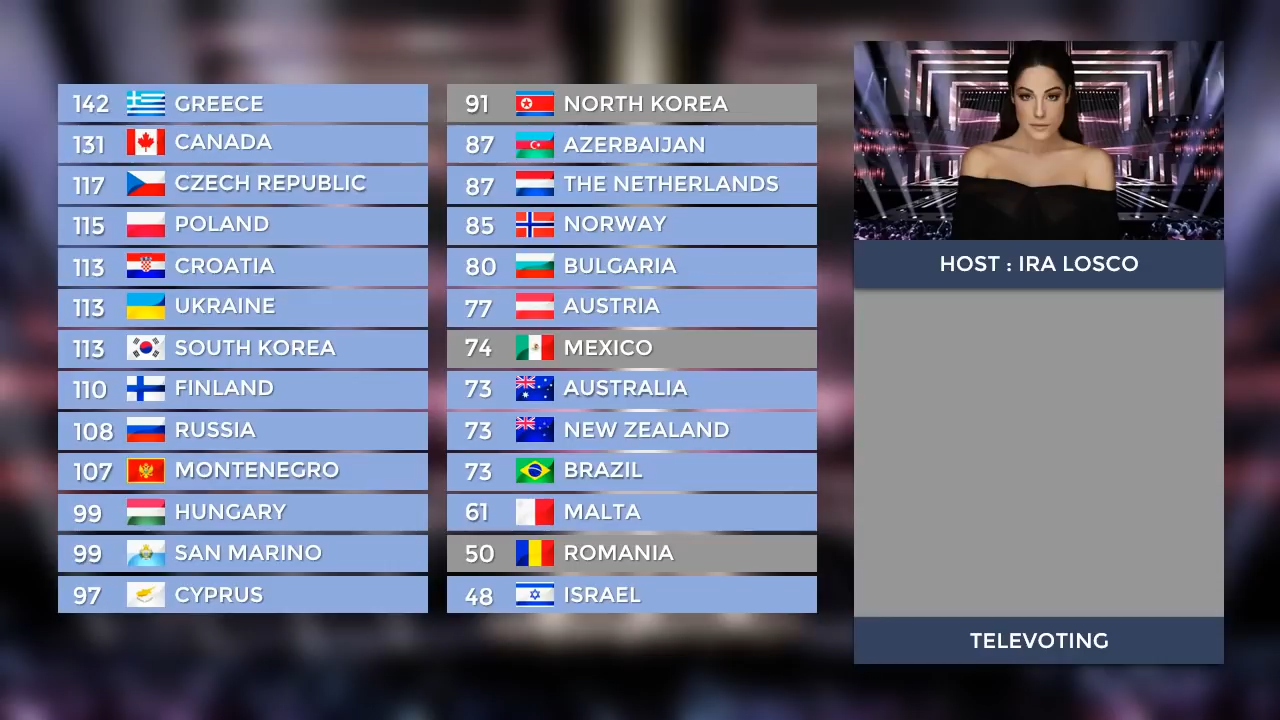 142 GREECE
131 CANADA
117 CZECH REPUBLIC
115 POLAND
113 CROATIA
113 UKRAINE
113 SOUTH KOREA
110 FINLAND
108 RUSSIA
107 MONTENEGRO
99 HUNGARY
99 SAN MARINO
97 CYPRUS
91 NORTH KOREA
87 AZERBAIJAN
87 THE NETHERLANDS
85 NORWAY
80 BULGARIA
77 AUSTRIA
74 MEXICO
73 AUSTRALIA
73 NEW ZEALAND
73 BRAZIL
61 MALTA
50 ROMANIA
48 ISRAEL
HOST : IRA LOSCO
TELEVOTING